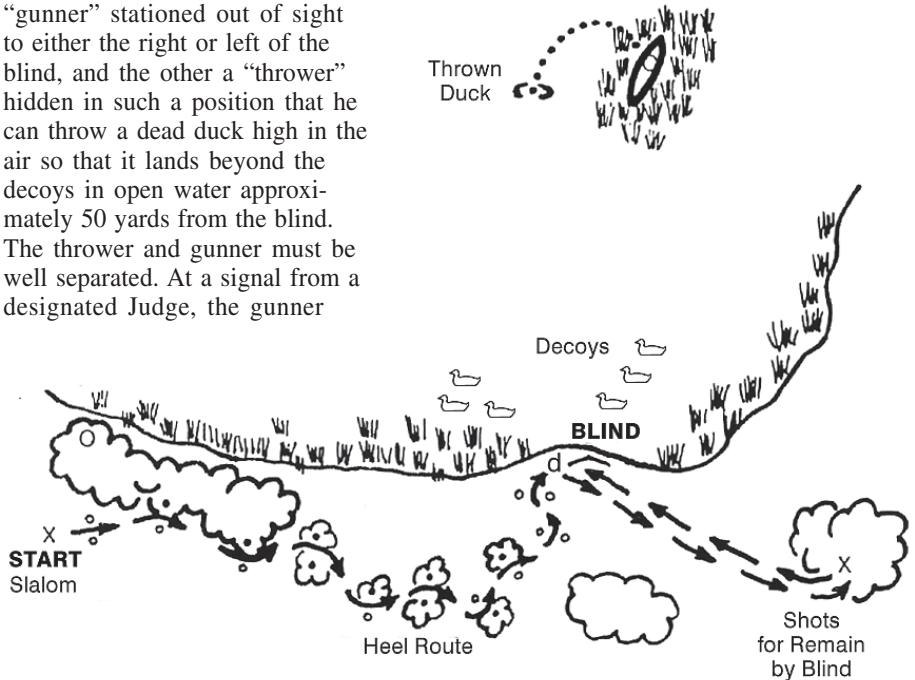 “gunner” stationed out of sight
to either the right or left of the
blind, and the other a “thrower”
hidden in such a position that he
can throw a dead duck high in the
air so that it lands beyond the
decoys in open water approxi-
mately 50 yards from the blind.
The thrower and gunner must be
well separated. At a signal from a
designated Judge, the gunner
Thrown
Duck
Decoys
BLIND
d
X
START
Slalom
Heel Route
X
Shots
for Remain
by Blind